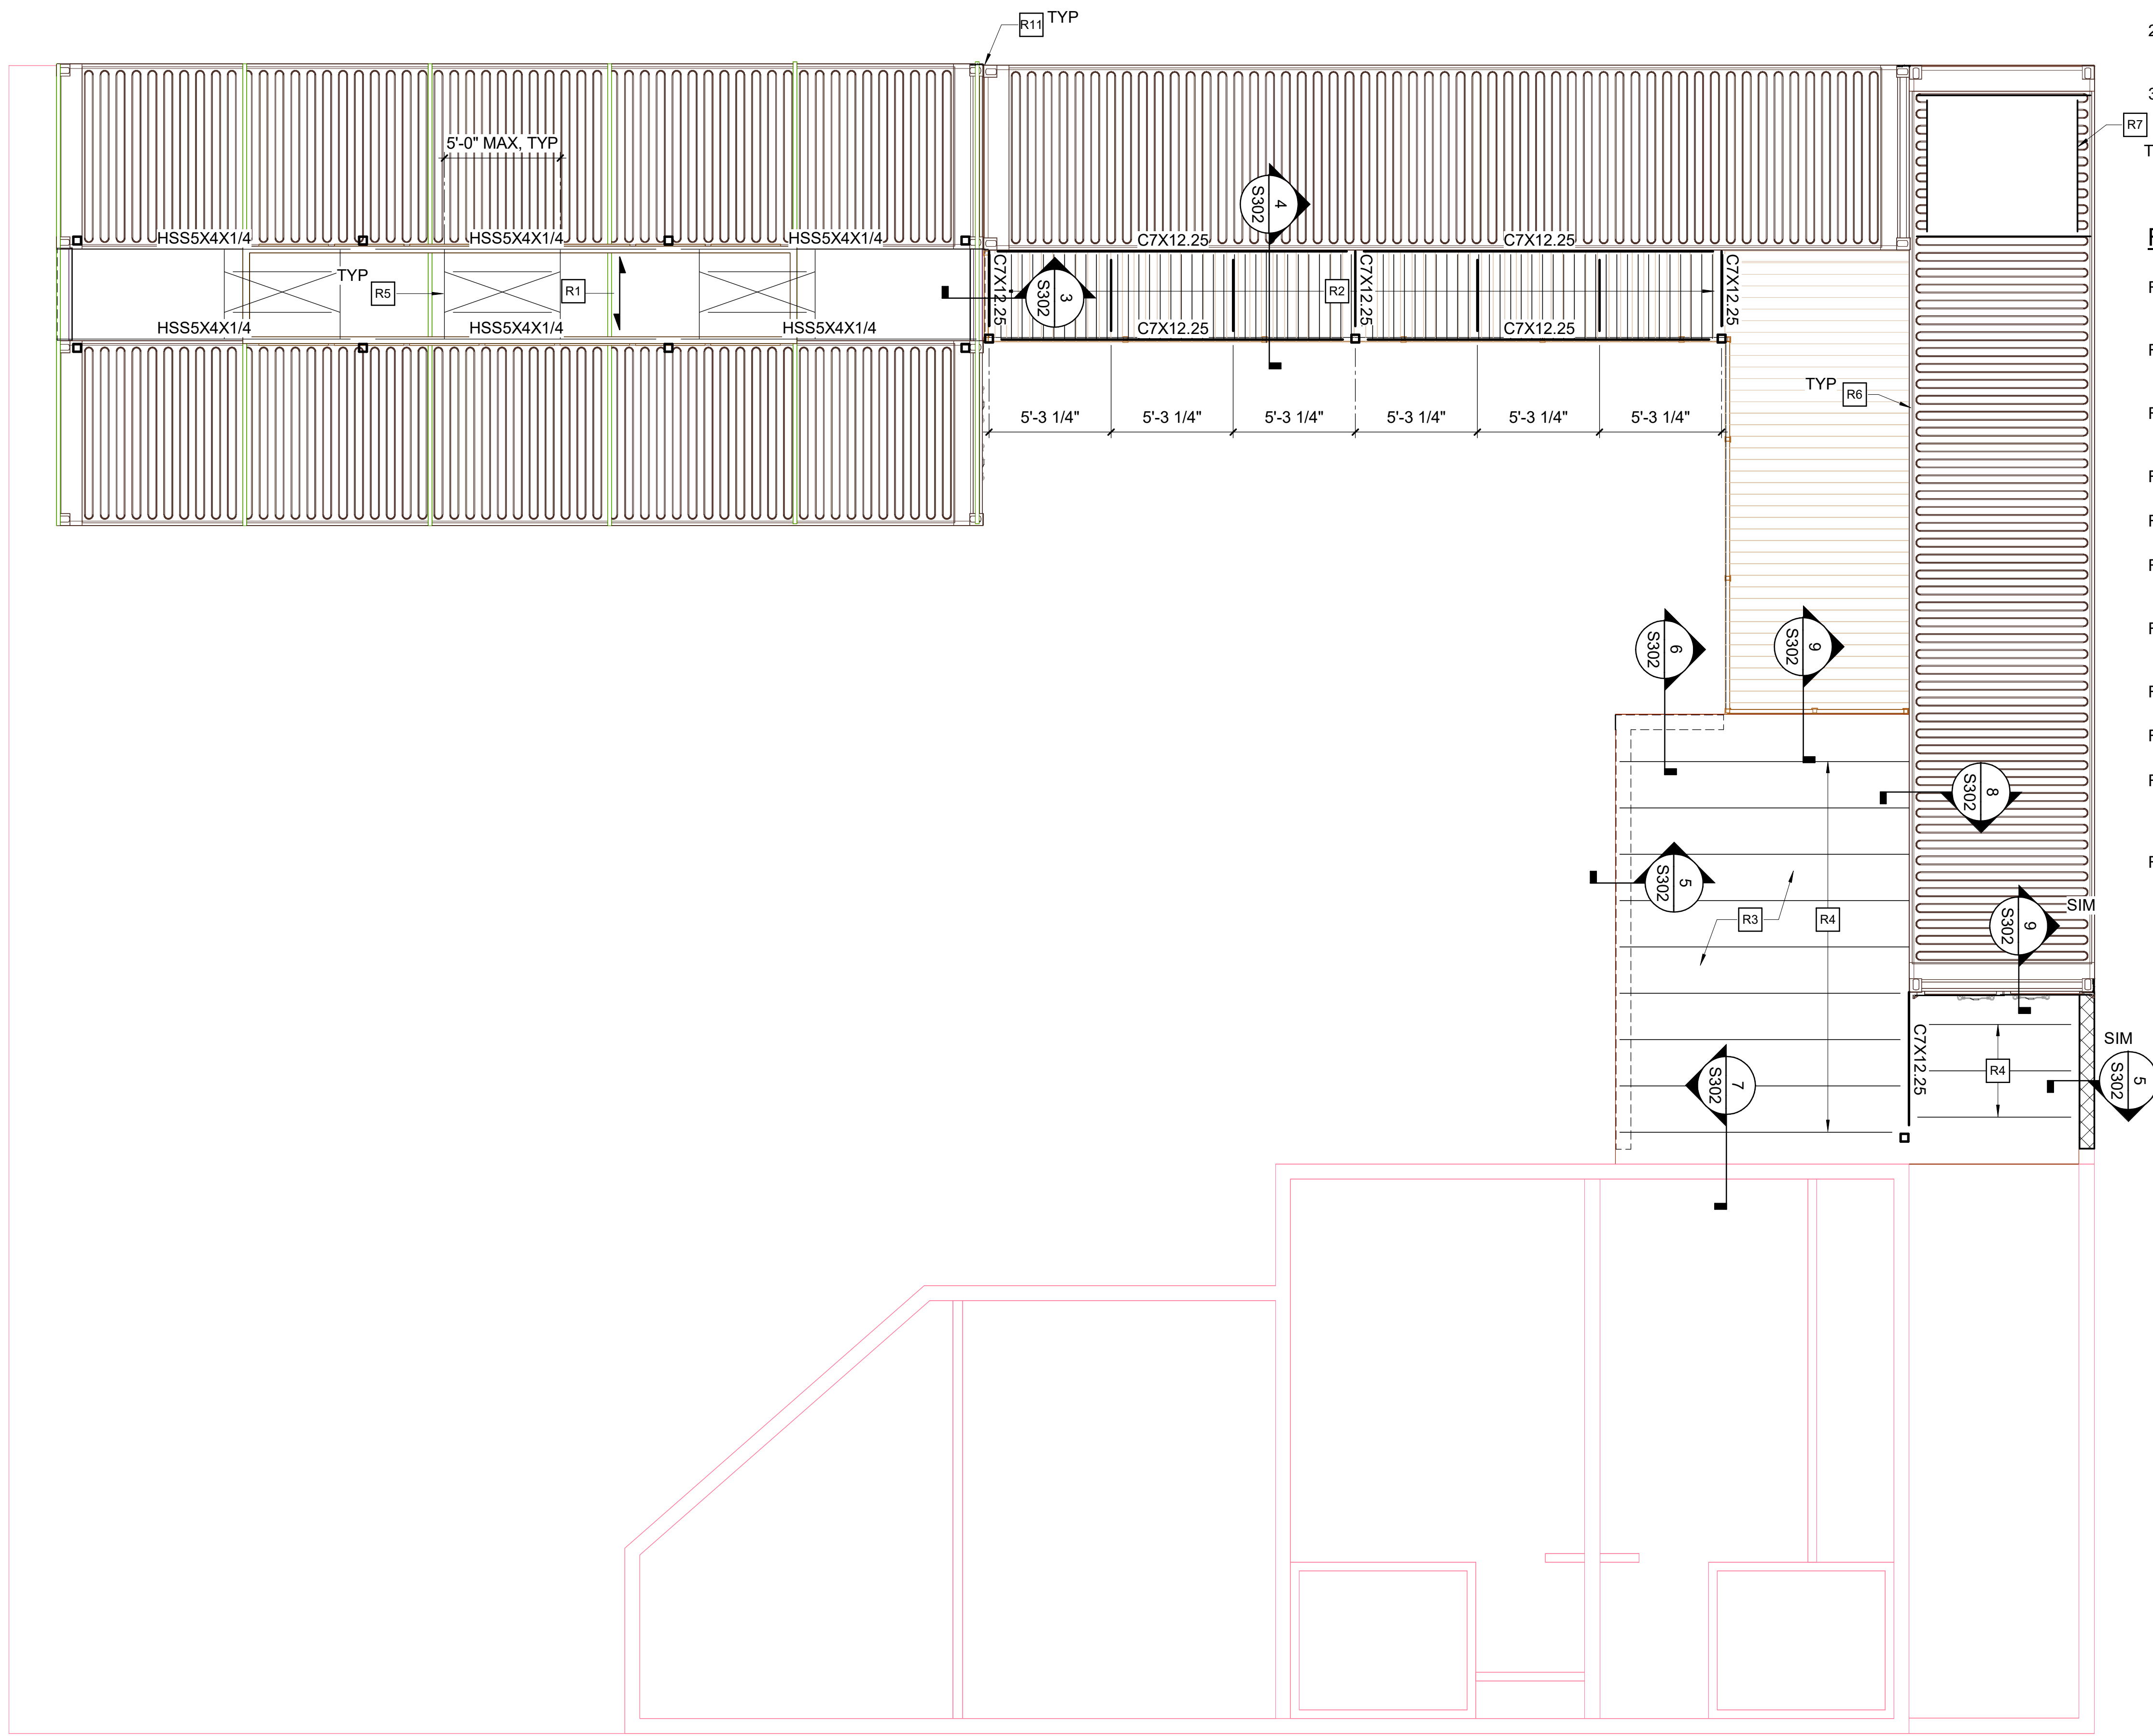 R11 TYP
2
3
R7
T
5'-0" MAX, TYP
4
S302
HSS5X4X1/4 HSS5X4X1/4 HSS5X4X1/4
C7X12.25 C7X12.25
TYP R5 R1
C7X12.25
3
S302
R2
C7X12.25
C7X12.25
HSS5X4X1/4 HSS5X4X1/4 HSS5X4X1/4
C7X12.25 C7X12.25
TYP R6
5'-3 1/4" 5'-3 1/4" 5'-3 1/4" 5'-3 1/4" 5'-3 1/4" 5'-3 1/4"
6
S302
9
S302
8
S302
5
S302
R3 R4
9
S302
SIM
C7X12.25
R4
SIM
5
S302
7
S302